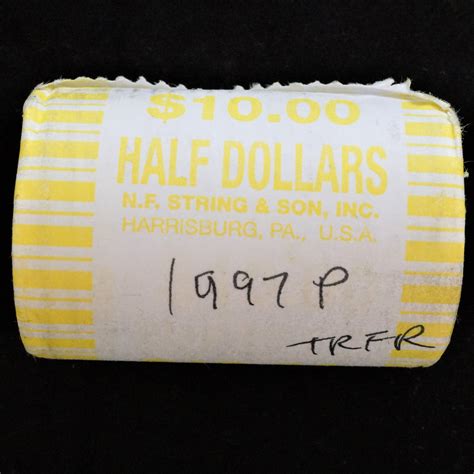 $10.00
HALF DOLLARS
N.F. STRING & SON, INC.
HARRISBURG, PA., U.S.A.
1997 P
TRFR